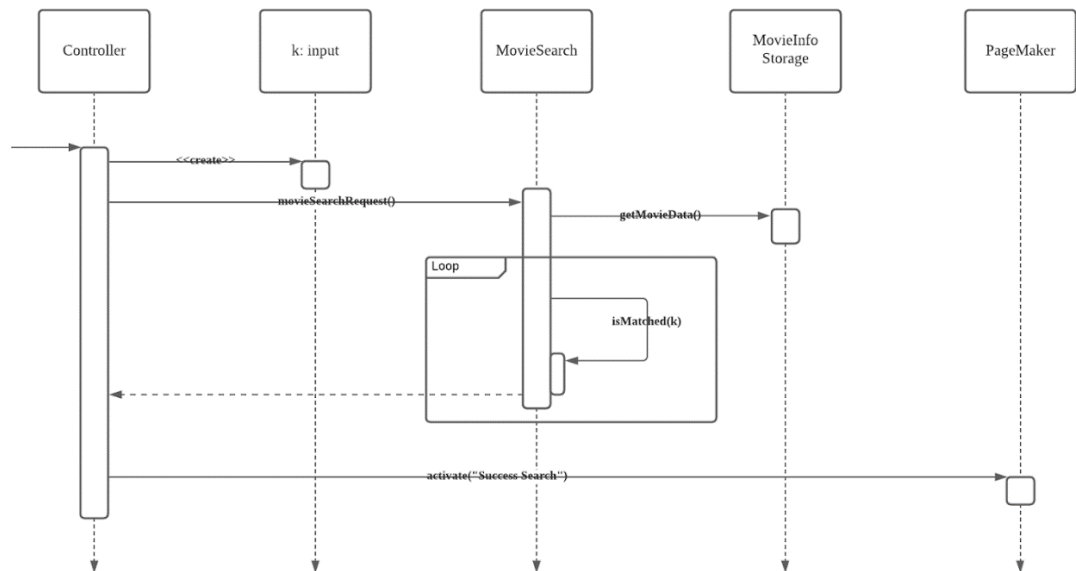 Controller
k: input
MovieSearch
MovieInfo
Storage
PageMaker
<<create>>
movieSearchRequest()
getMovieData()
Loop
isMatched(k)
activate("Success Search")